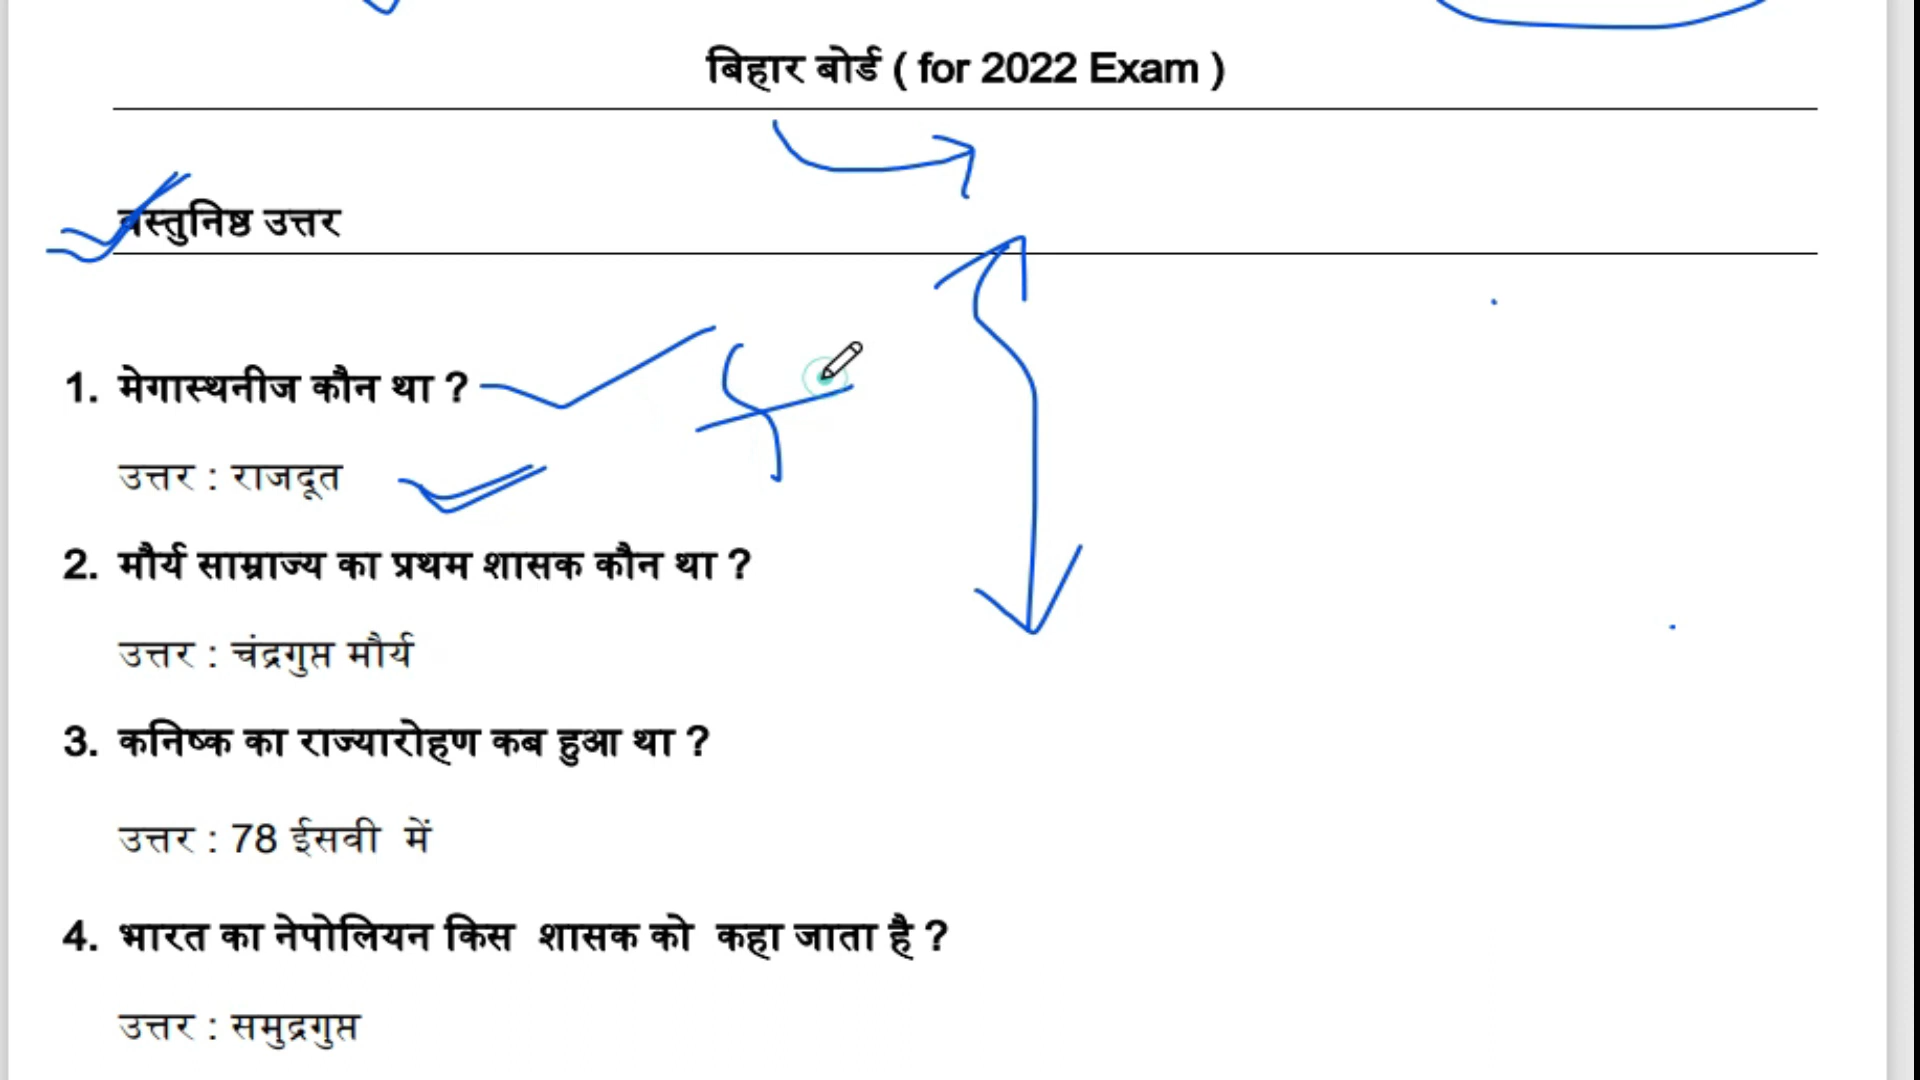 बिहार बोर्ड ( for 2022 Exam )
वस्तुनिष्ठ उत्तर
1. मेगास्थनीज कौन था ?
उत्तर : राजदूत
2. मौर्य साम्राज्य का प्रथम शासक कौन था ?
उत्तर : चंद्रगुप्त मौर्य
3. कनिष्क का राज्यारोहण कब हुआ था ?
उत्तर : 78 ईसवी में
4. भारत का नेपोलियन किस शासक को कहा जाता है ?
उत्तर : समुद्रगुप्त